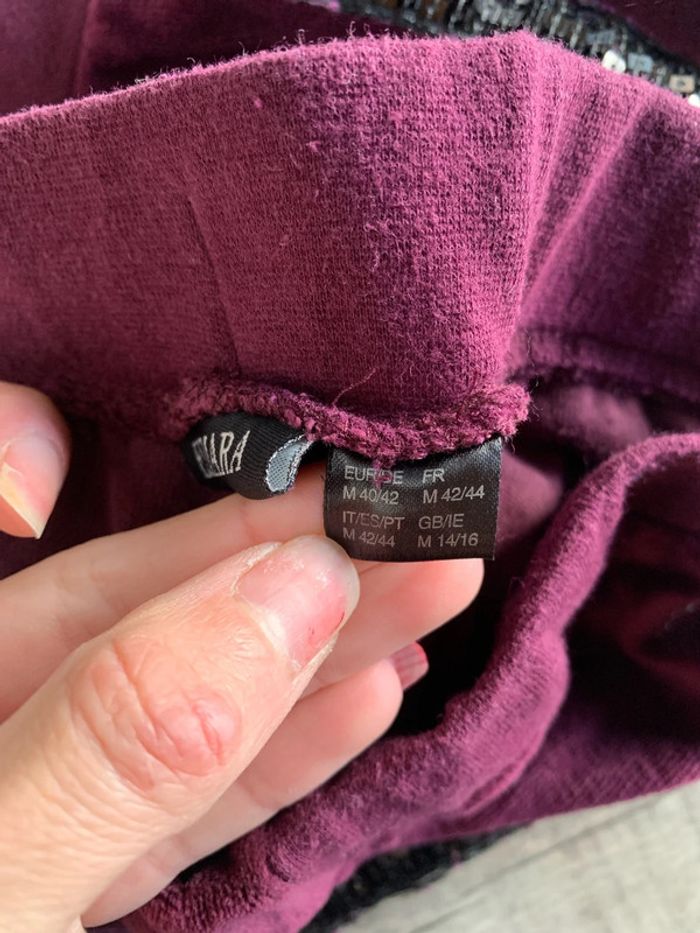 EUR/DE FR
M 40/42 M 42/44
IT/ES/PT GB/IE
M 42/44 M 14/16